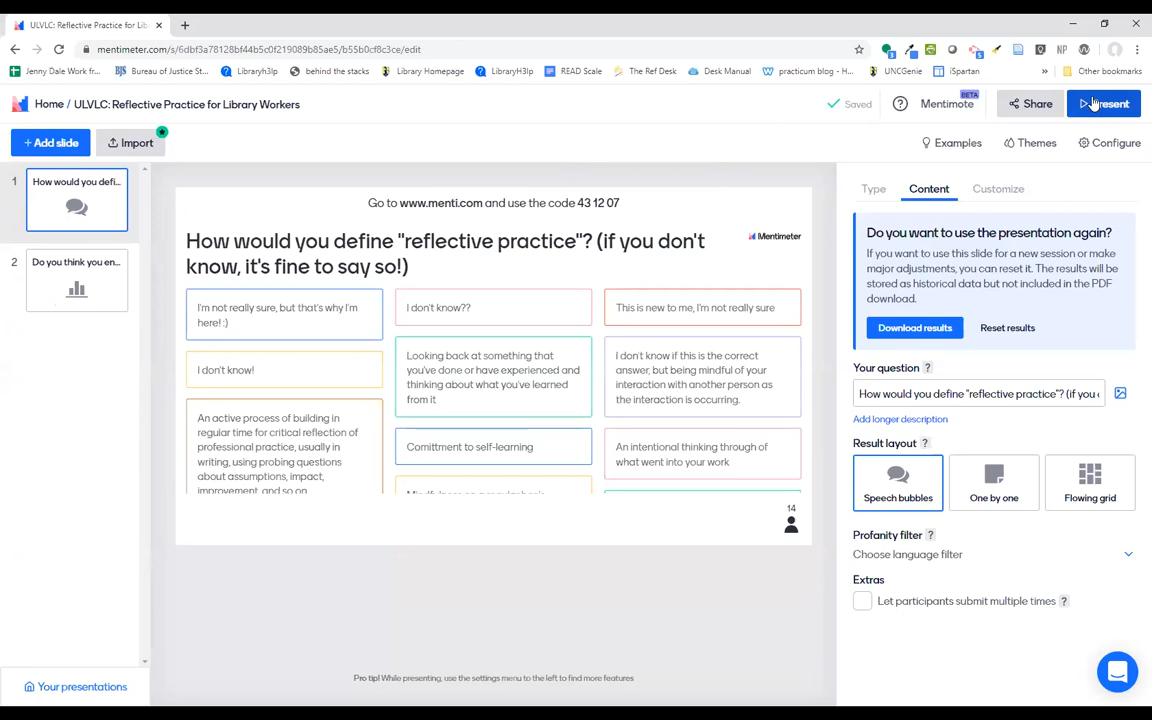 ULVLC: Reflective Practice for Lib
mentimeter.com/s/6dbf3a78128bf44b5c0f219089b85ae5/b55b0cf8c3ce/edit
Jenny Dale Work fr...
Bureau of Justice St...
Libraryh3lp
behind the stacks
Library Homepage
LibraryH3lp
READ Scale
The Ref Desk
Desk Manual
practicum blog - H...
UNCGenie
iSpartan
»
Other bookmarks
Home / ULVLC: Reflective Practice for Library Workers
Saved
Mentimote
BETA
Share
Present
+ Add slide
Import
Examples
Themes
Configure
1
How would you defi...
2
Do you think you en...
Go to www.menti.com and use the code 43 12 07
How would you define "reflective practice"? (if you don't
know, it's fine to say so!)
Mentimeter
I'm not really sure, but that's why I'm
here! :)
I don't know??
This is new to me, I'm not really sure
I don't know!
Looking back at something that
you've done or have experienced and
thinking about what you've learned
from it
I don't know if this is the correct
answer, but being mindful of your
interaction with another person as
the interaction is occurring.
An active process of building in
regular time for critical reflection of
professional practice, usually in
writing, using probing questions
about assumptions, impact,
improvement, and so on
Comittment to self-learning
An intentional thinking through of
what went into your work
14
Type
Content
Customize
Do you want to use the presentation again?
If you want to use this slide for a new session or make
major adjustments, you can reset it. The results will be
stored as historical data but not included in the PDF
download.
Download results
Reset results
Your question ?
How would you define "reflective practice"? (if you
Add longer description
Result layout ?
Speech bubbles
One by one
Flowing grid
Profanity filter ?
Choose language filter
Extras
Let participants submit multiple times ?
Your presentations
Pro tip! While presenting, use the settings menu to the left to find more features